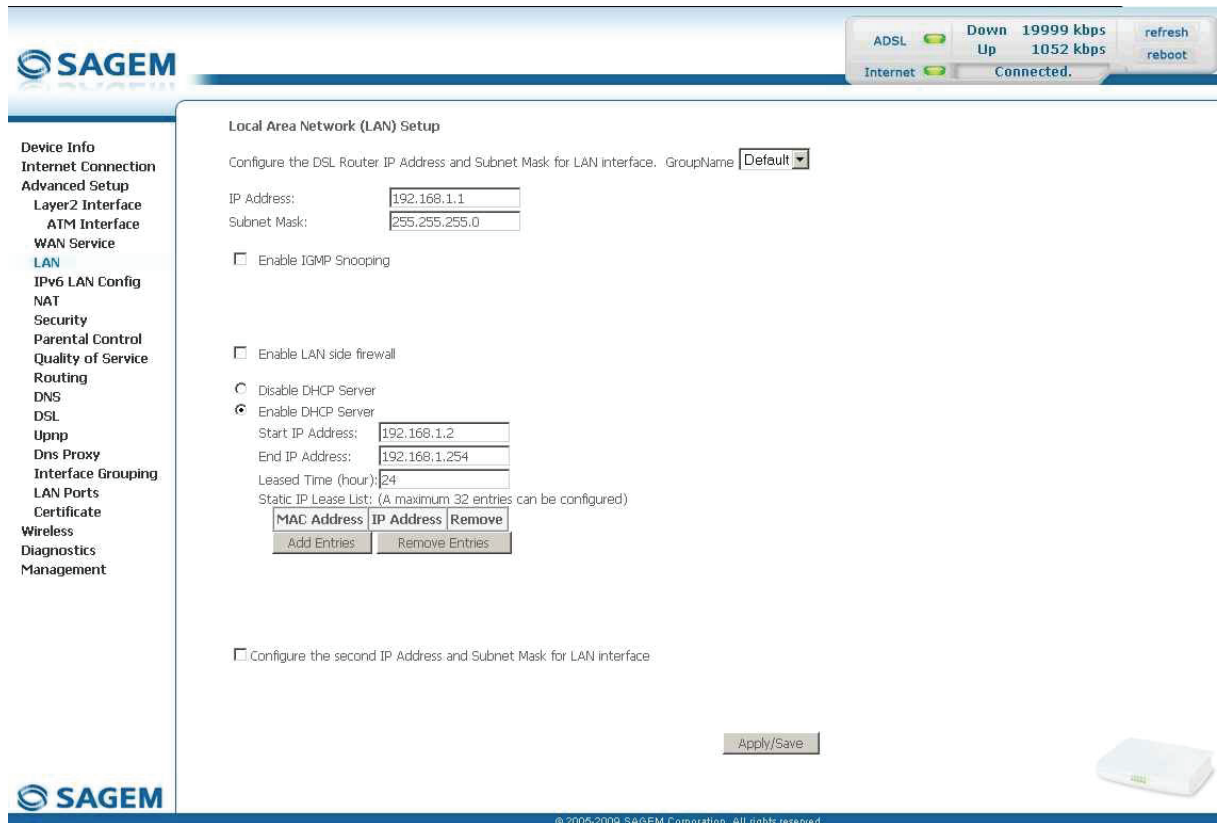 SAGEM
ADSL
Down 19999 kbps
Up 1052 kbps
Internet
Connected.
refresh
reboot
Device Info
Internet Connection
Advanced Setup
Layer2 Interface
ATM Interface
WAN Service
LAN
IPv6 LAN Config
NAT
Security
Parental Control
Quality of Service
Routing
DNS
DSL
Upnp
Dns Proxy
Interface Grouping
LAN Ports
Certificate
Wireless
Diagnostics
Management
Local Area Network (LAN) Setup
Configure the DSL Router IP Address and Subnet Mask for LAN interface. GroupName Default
IP Address: 192.168.1.1
Subnet Mask: 255.255.255.0
Enable IGMP Snooping
Enable LAN side firewall
Disable DHCP Server
Enable DHCP Server
Start IP Address: 192.168.1.2
End IP Address: 192.168.1.254
Leased Time (hour): 24
Static IP Lease List: (A maximum 32 entries can be configured)
MAC Address IP Address Remove
Add Entries Remove Entries
Configure the second IP Address and Subnet Mask for LAN interface
Apply/Save
SAGEM
© 2005-2009 SAGEM Corporation. All rights reserved.